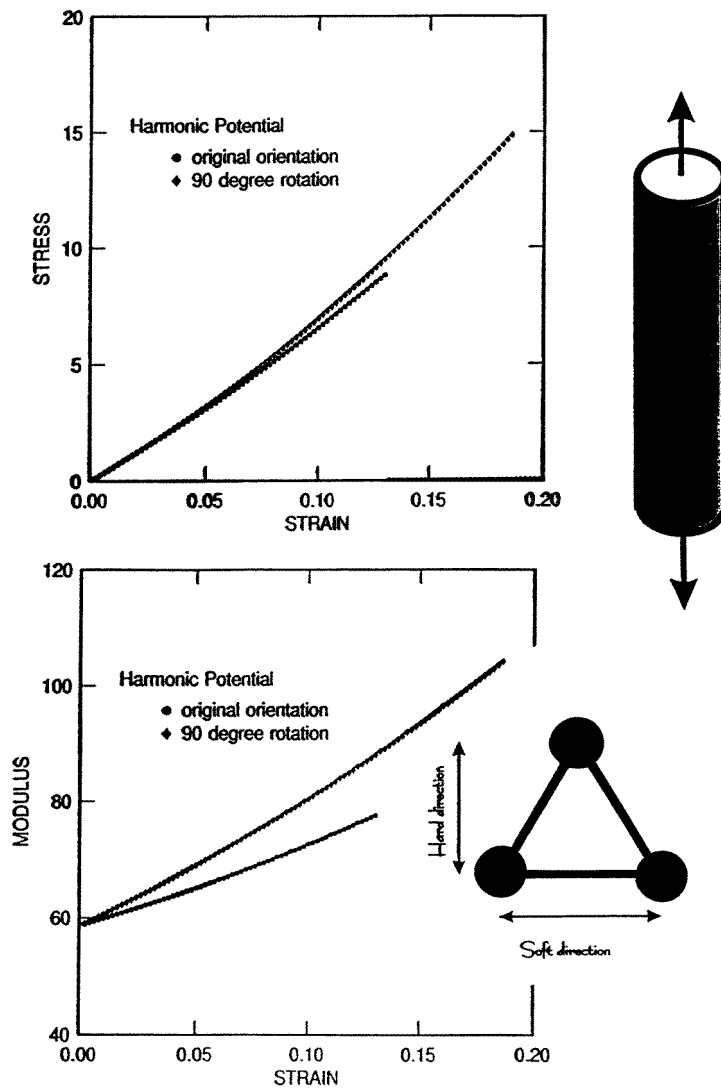 20
15
10
5
0
STRESS
Harmonic Potential
● original orientation
◆ 90 degree rotation
0.00 0.05 0.10 0.15 0.20
STRAIN
120
100
80
60
40
MODULUS
Harmonic Potential
● original orientation
◆ 90 degree rotation
Hard direction
Soft direction
0.00 0.05 0.10 0.15 0.20
STRAIN